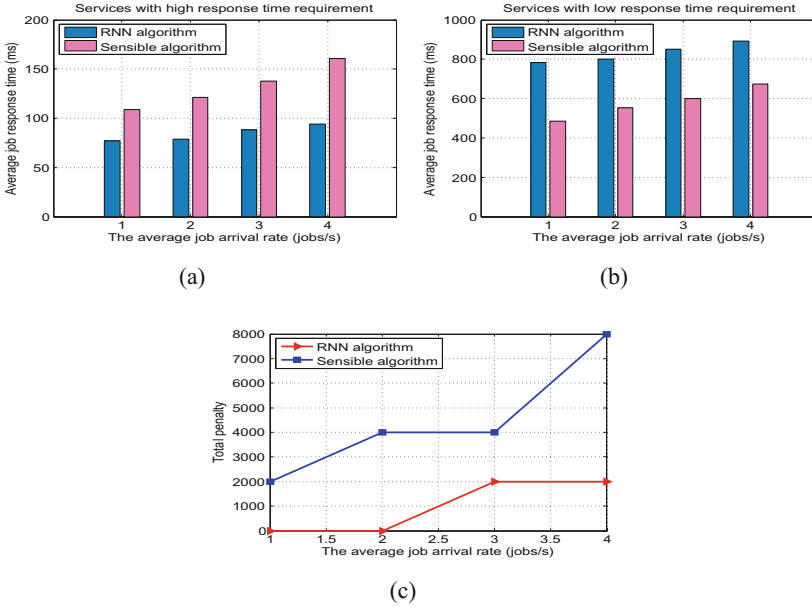 Services with high response time requirement
RNN algorithm
Sensible algorithm
Average job response time (ms)
200
150
100
50
0
1 2 3 4
The average job arrival rate (jobs/s)
(a)
Services with low response time requirement
RNN algorithm
Sensible algorithm
Average job response time (ms)
1000
800
600
400
200
0
1 2 3 4
The average job arrival rate (jobs/s)
(b)
RNN algorithm
Sensible algorithm
Total penalty
8000
7000
6000
5000
4000
3000
2000
1000
0
1 1.5 2 2.5 3 3.5 4
The average job arrival rate (jobs/s)
(c)